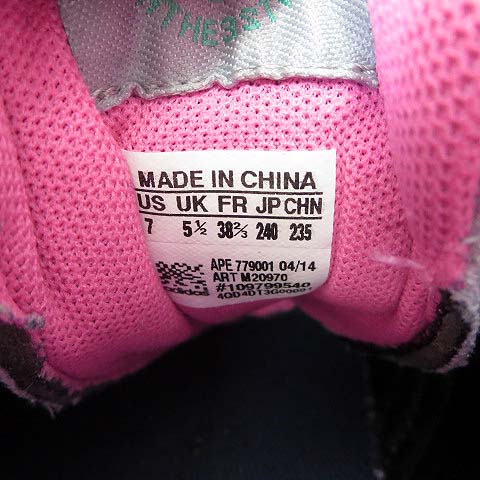 MADE IN CHINA
US UK FR JP CHN
7 5½ 38⅔ 240 235
APE 779001 04/14
ART M20970
#109799540
adidas